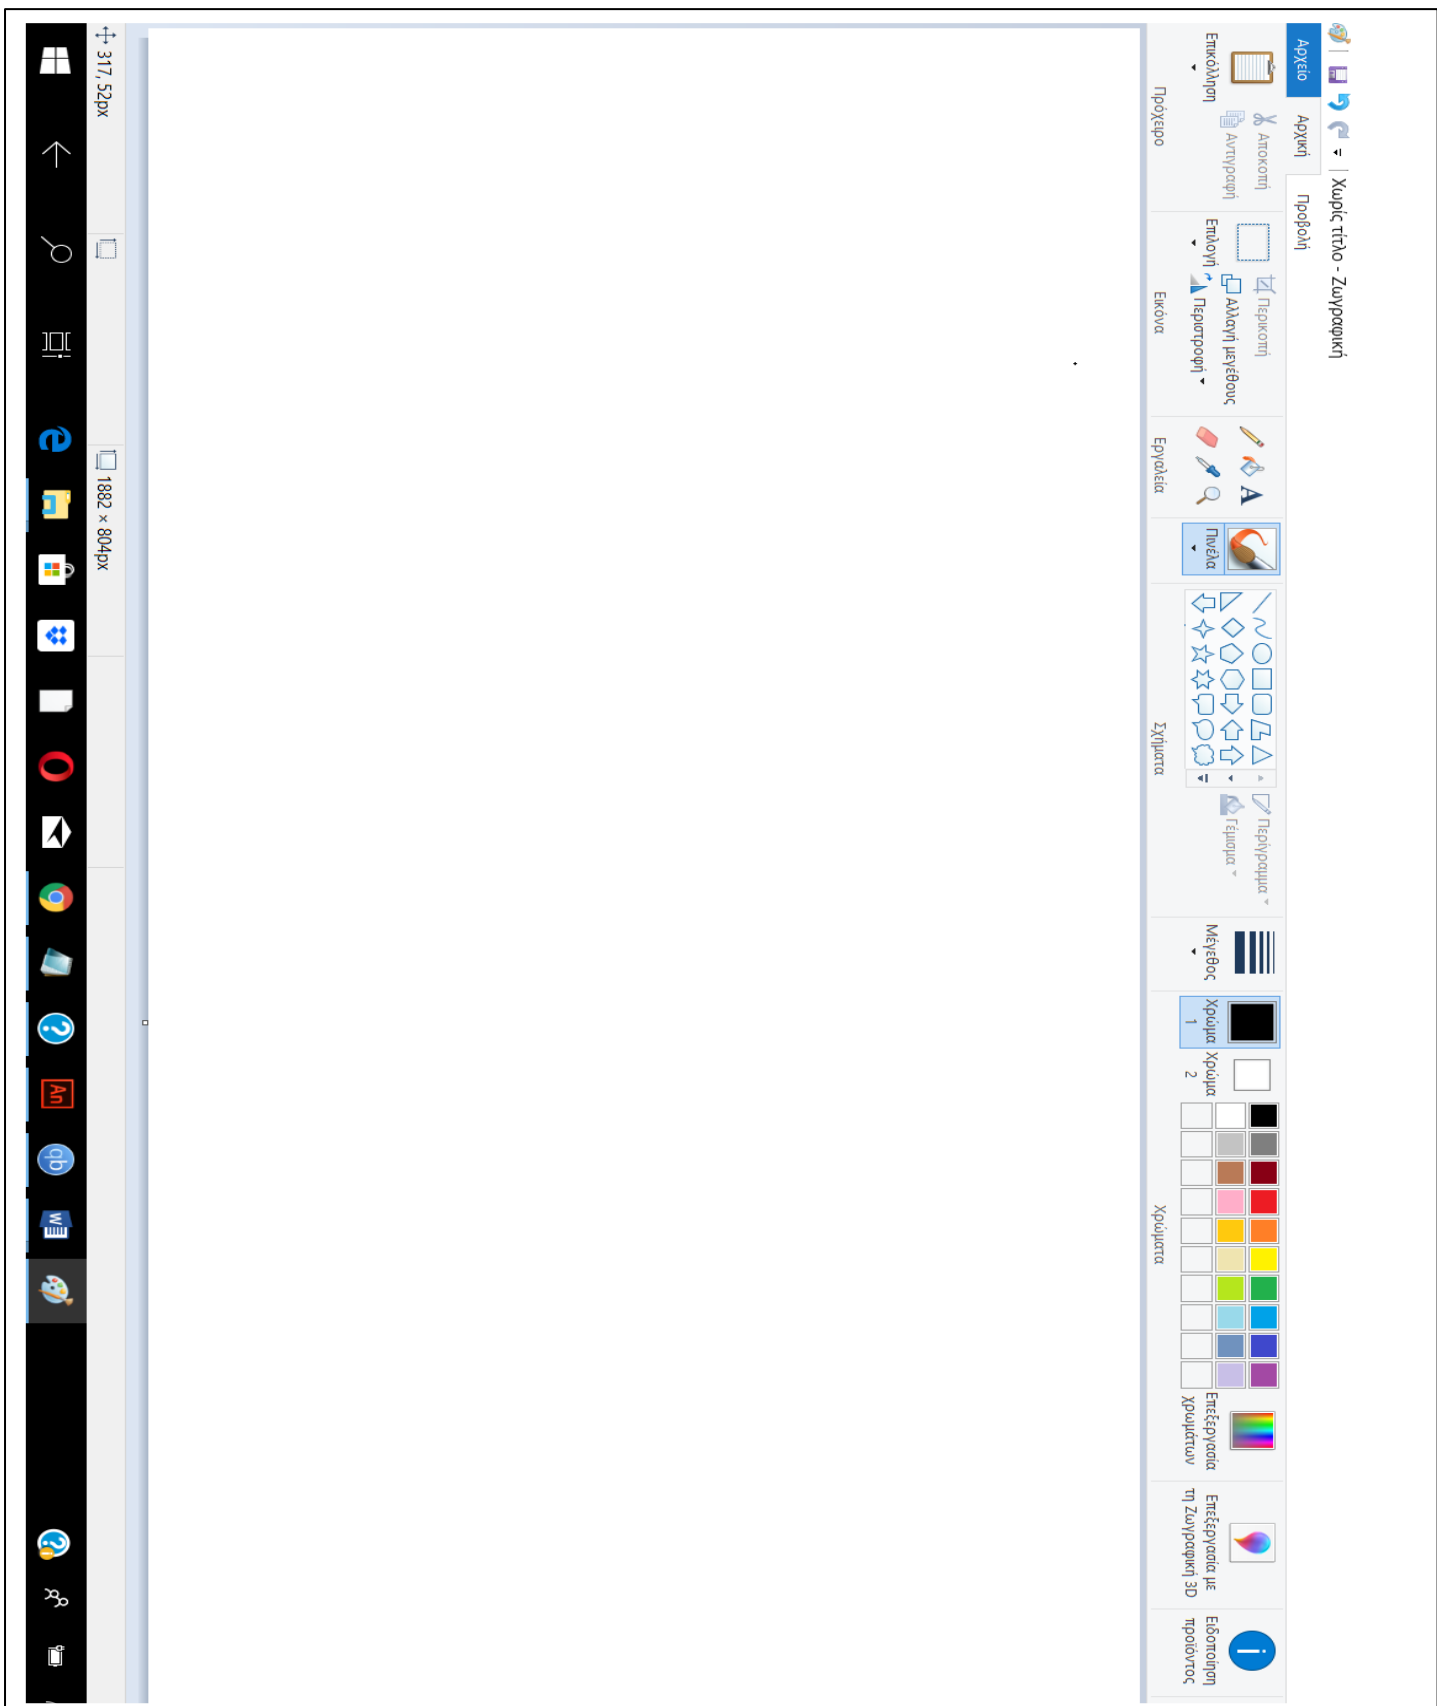 Χωρίς τίτλο - Ζωγραφική
Αρχείο Αρχική Προβολή
Επικόλληση
Αποκοπή
Αντιγραφή
Πρόχειρο
Επιλογή
Περικοπή
Αλλαγή μεγέθους
Περιστροφή
Εικόνα
A
Εργαλεία
Πινέλα
Περίγραμμα
Γέμισμα
Σχήματα
Μέγεθος
Χρώμα
1
Χρώμα
2
Επεξεργασία
χρωμάτων
Χρώματα
Επεξεργασία με
τη Ζωγραφική 3D
Ειδοποίηση
προϊόντος
317, 52px
1882 × 804px
An
qb
W